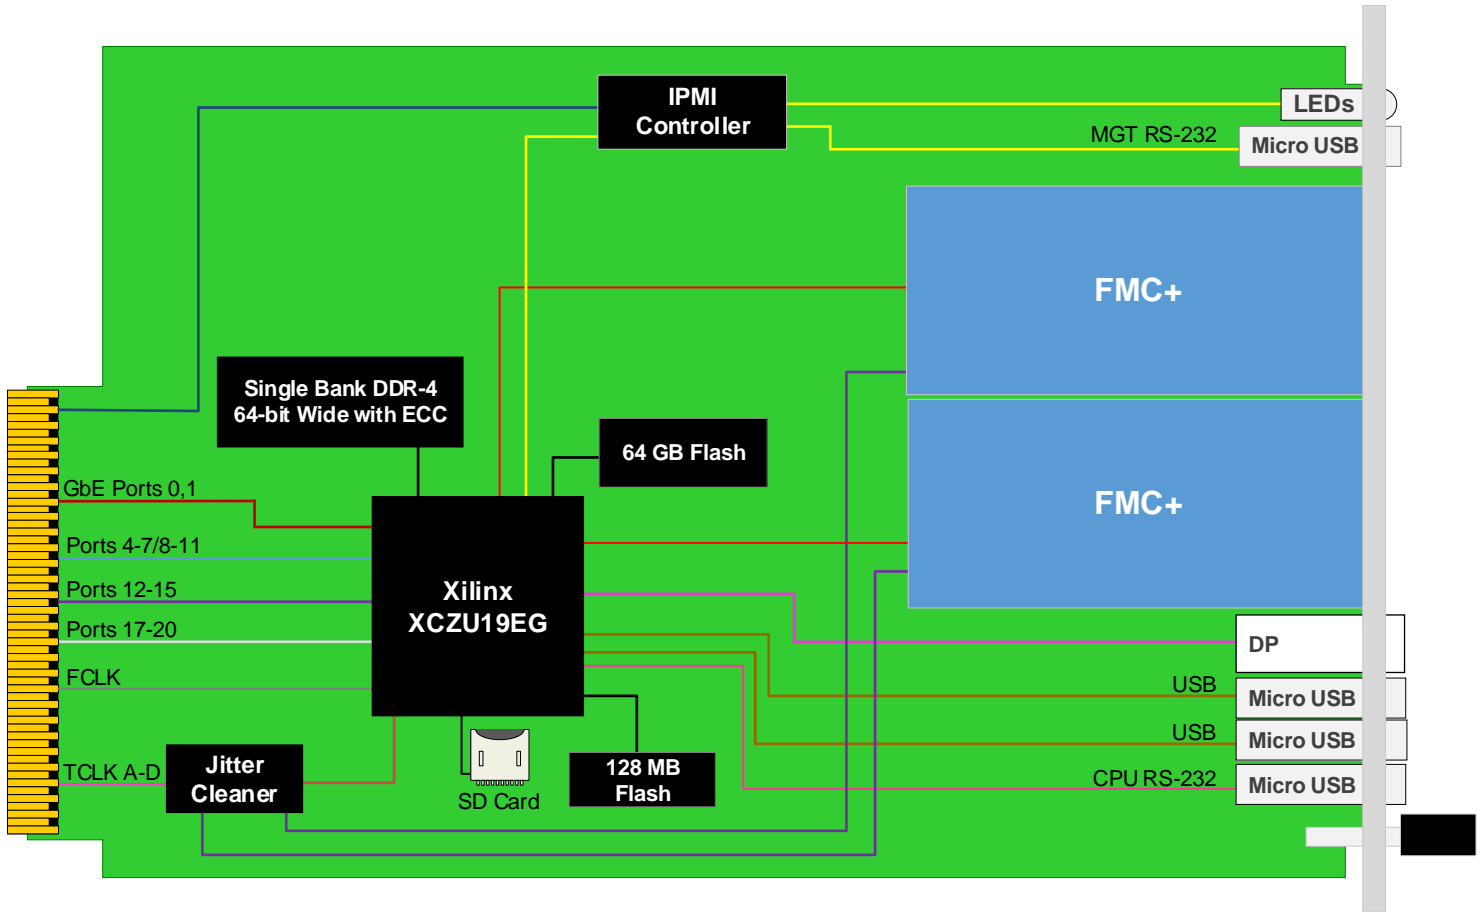 IPMI
Controller
LEDs
MGT RS-232
Micro USB
FMC+
Single Bank DDR-4
64-bit Wide with ECC
64 GB Flash
GbE Ports 0,1
FMC+
Ports 4-7/8-11
Ports 12-15
Xilinx
XCZU19EG
Ports 17-20
DP
FCLK
USB
Micro USB
USB
Micro USB
TCLK A-D
Jitter
Cleaner
SD Card
128 MB
Flash
CPU RS-232
Micro USB